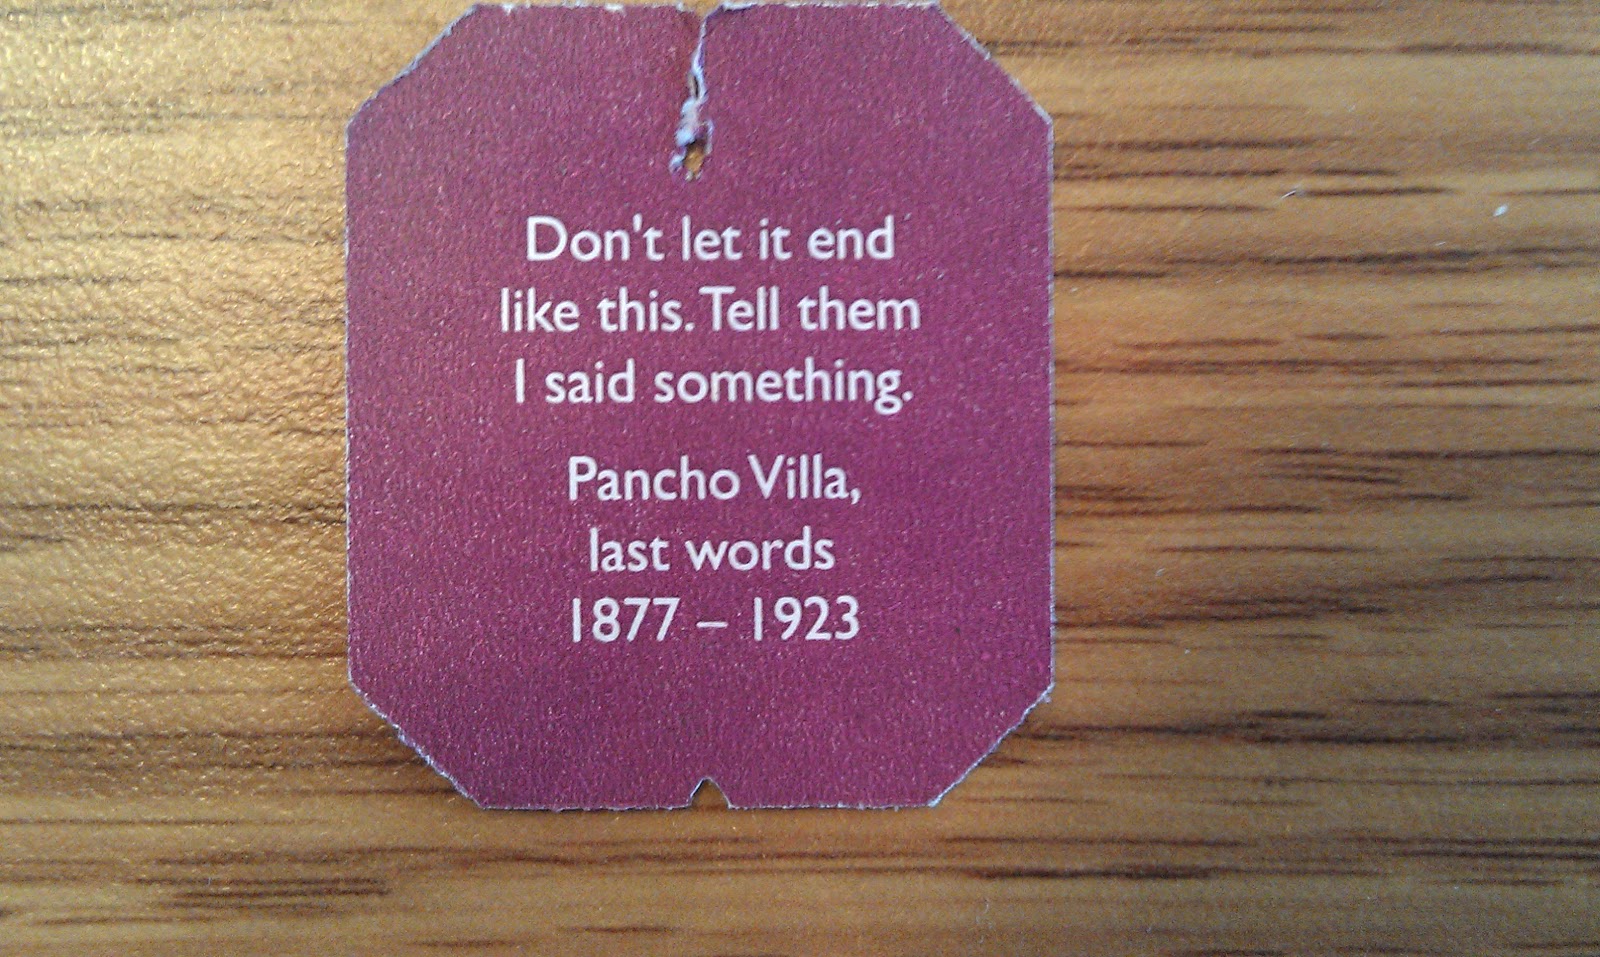 Don't let it end
like this. Tell them
I said something.
Pancho Villa,
last words
1877 – 1923